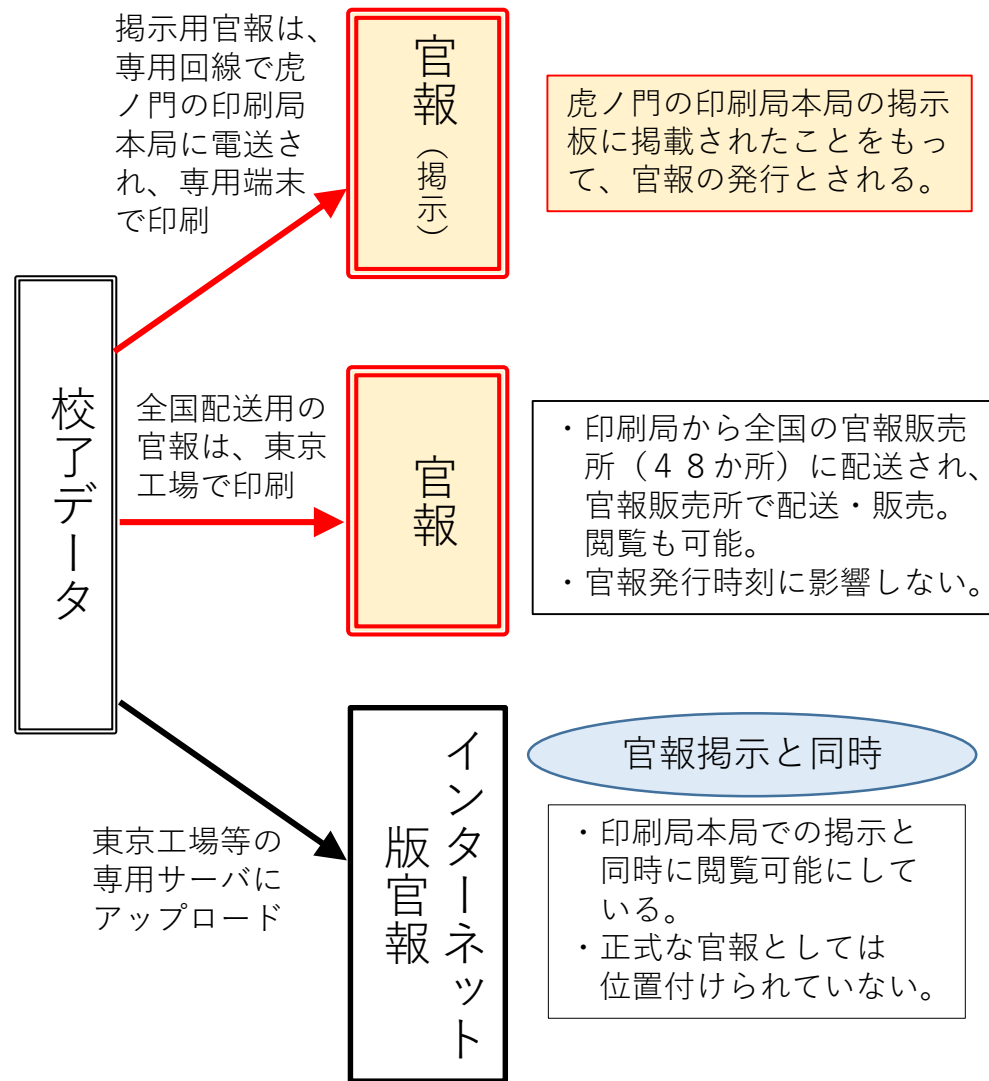 掲示用官報は、
専用回線で虎
ノ門の印刷局
本局に電送さ
れ、専用端末
で印刷
官報（掲示）
虎ノ門の印刷局本局の掲示
板に掲載されたことをもっ
て、官報の発行とされる。
校了データ
全国配送用の
官報は、東京
工場で印刷
官報
・印刷局から全国の官報販売
所（４８か所）に配送され、
官報販売所で配送・販売。
閲覧も可能。
・官報発行時刻に影響しない。
東京工場等の
専用サーバに
アップロード
インターネット
版官報
官報掲示と同時
・印刷局本局での掲示と
同時に閲覧可能にして
いる。
・正式な官報としては
位置付けられていない。